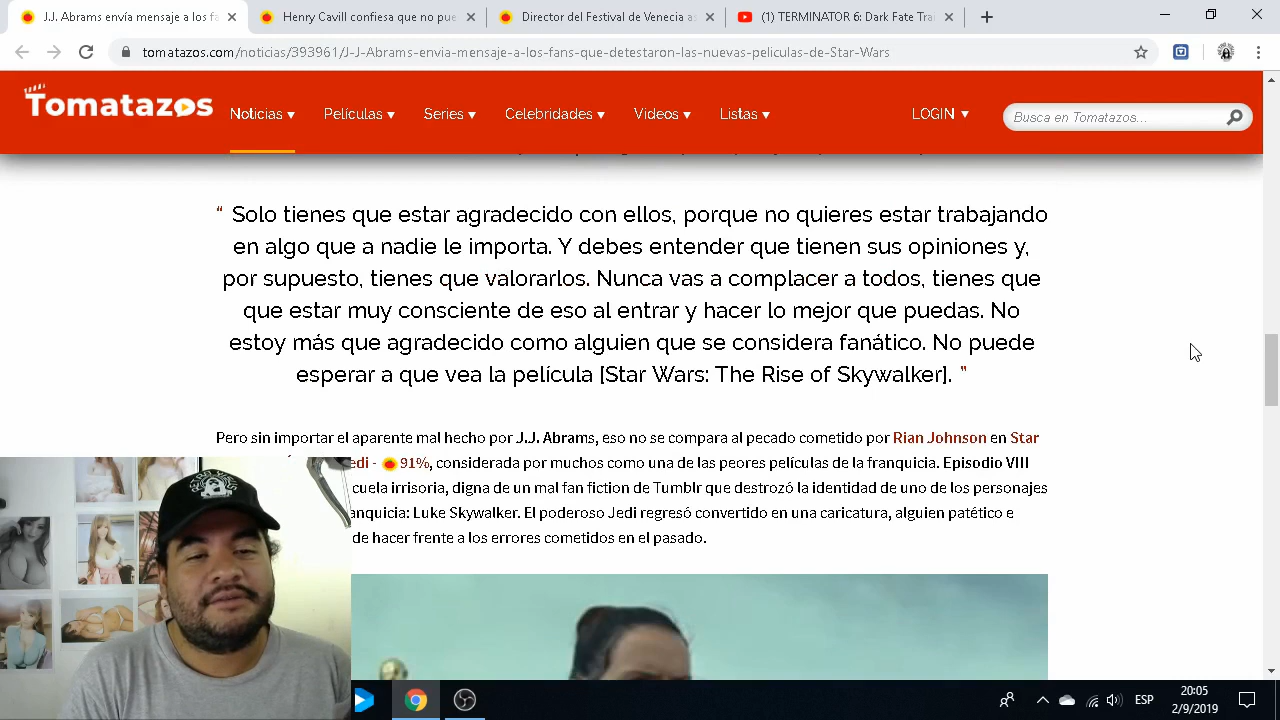 J.J. Abrams envía mensaje a los fa
Henry Cavill confiesa que no pue
Director del Festival de Venecia as
(1) TERMINATOR 6: Dark Fate Trai
tomatazos.com/noticias/393961/J-J-Abrams-envia-mensaje-a-los-fans-que-detestaron-las-nuevas-peliculas-de-Star-Wars
Tomatazos
Noticias
Películas
Series
Celebridades
Videos
Listas
LOGIN
Busca en Tomatazos...
“ Solo tienes que estar agradecido con ellos, porque no quieres estar trabajando
en algo que a nadie le importa. Y debes entender que tienen sus opiniones y,
por supuesto, tienes que valorarlos. Nunca vas a complacer a todos, tienes que
que estar muy consciente de eso al entrar y hacer lo mejor que puedas. No
estoy más que agradecido como alguien que se considera fanático. No puede
esperar a que vea la película [Star Wars: The Rise of Skywalker]. ”
Pero sin importar el aparente mal hecho por J.J. Abrams, eso no se compara al pecado cometido por Rian Johnson en Star
edi - 91%, considerada por muchos como una de las peores películas de la franquicia. Episodio VIII
cuela irrisoria, digna de un mal fan fiction de Tumblr que destrozó la identidad de uno de los personajes
anquicia: Luke Skywalker. El poderoso Jedi regresó convertido en una caricatura, alguien patético e
de hacer frente a los errores cometidos en el pasado.
ESP
20:05
2/9/2019